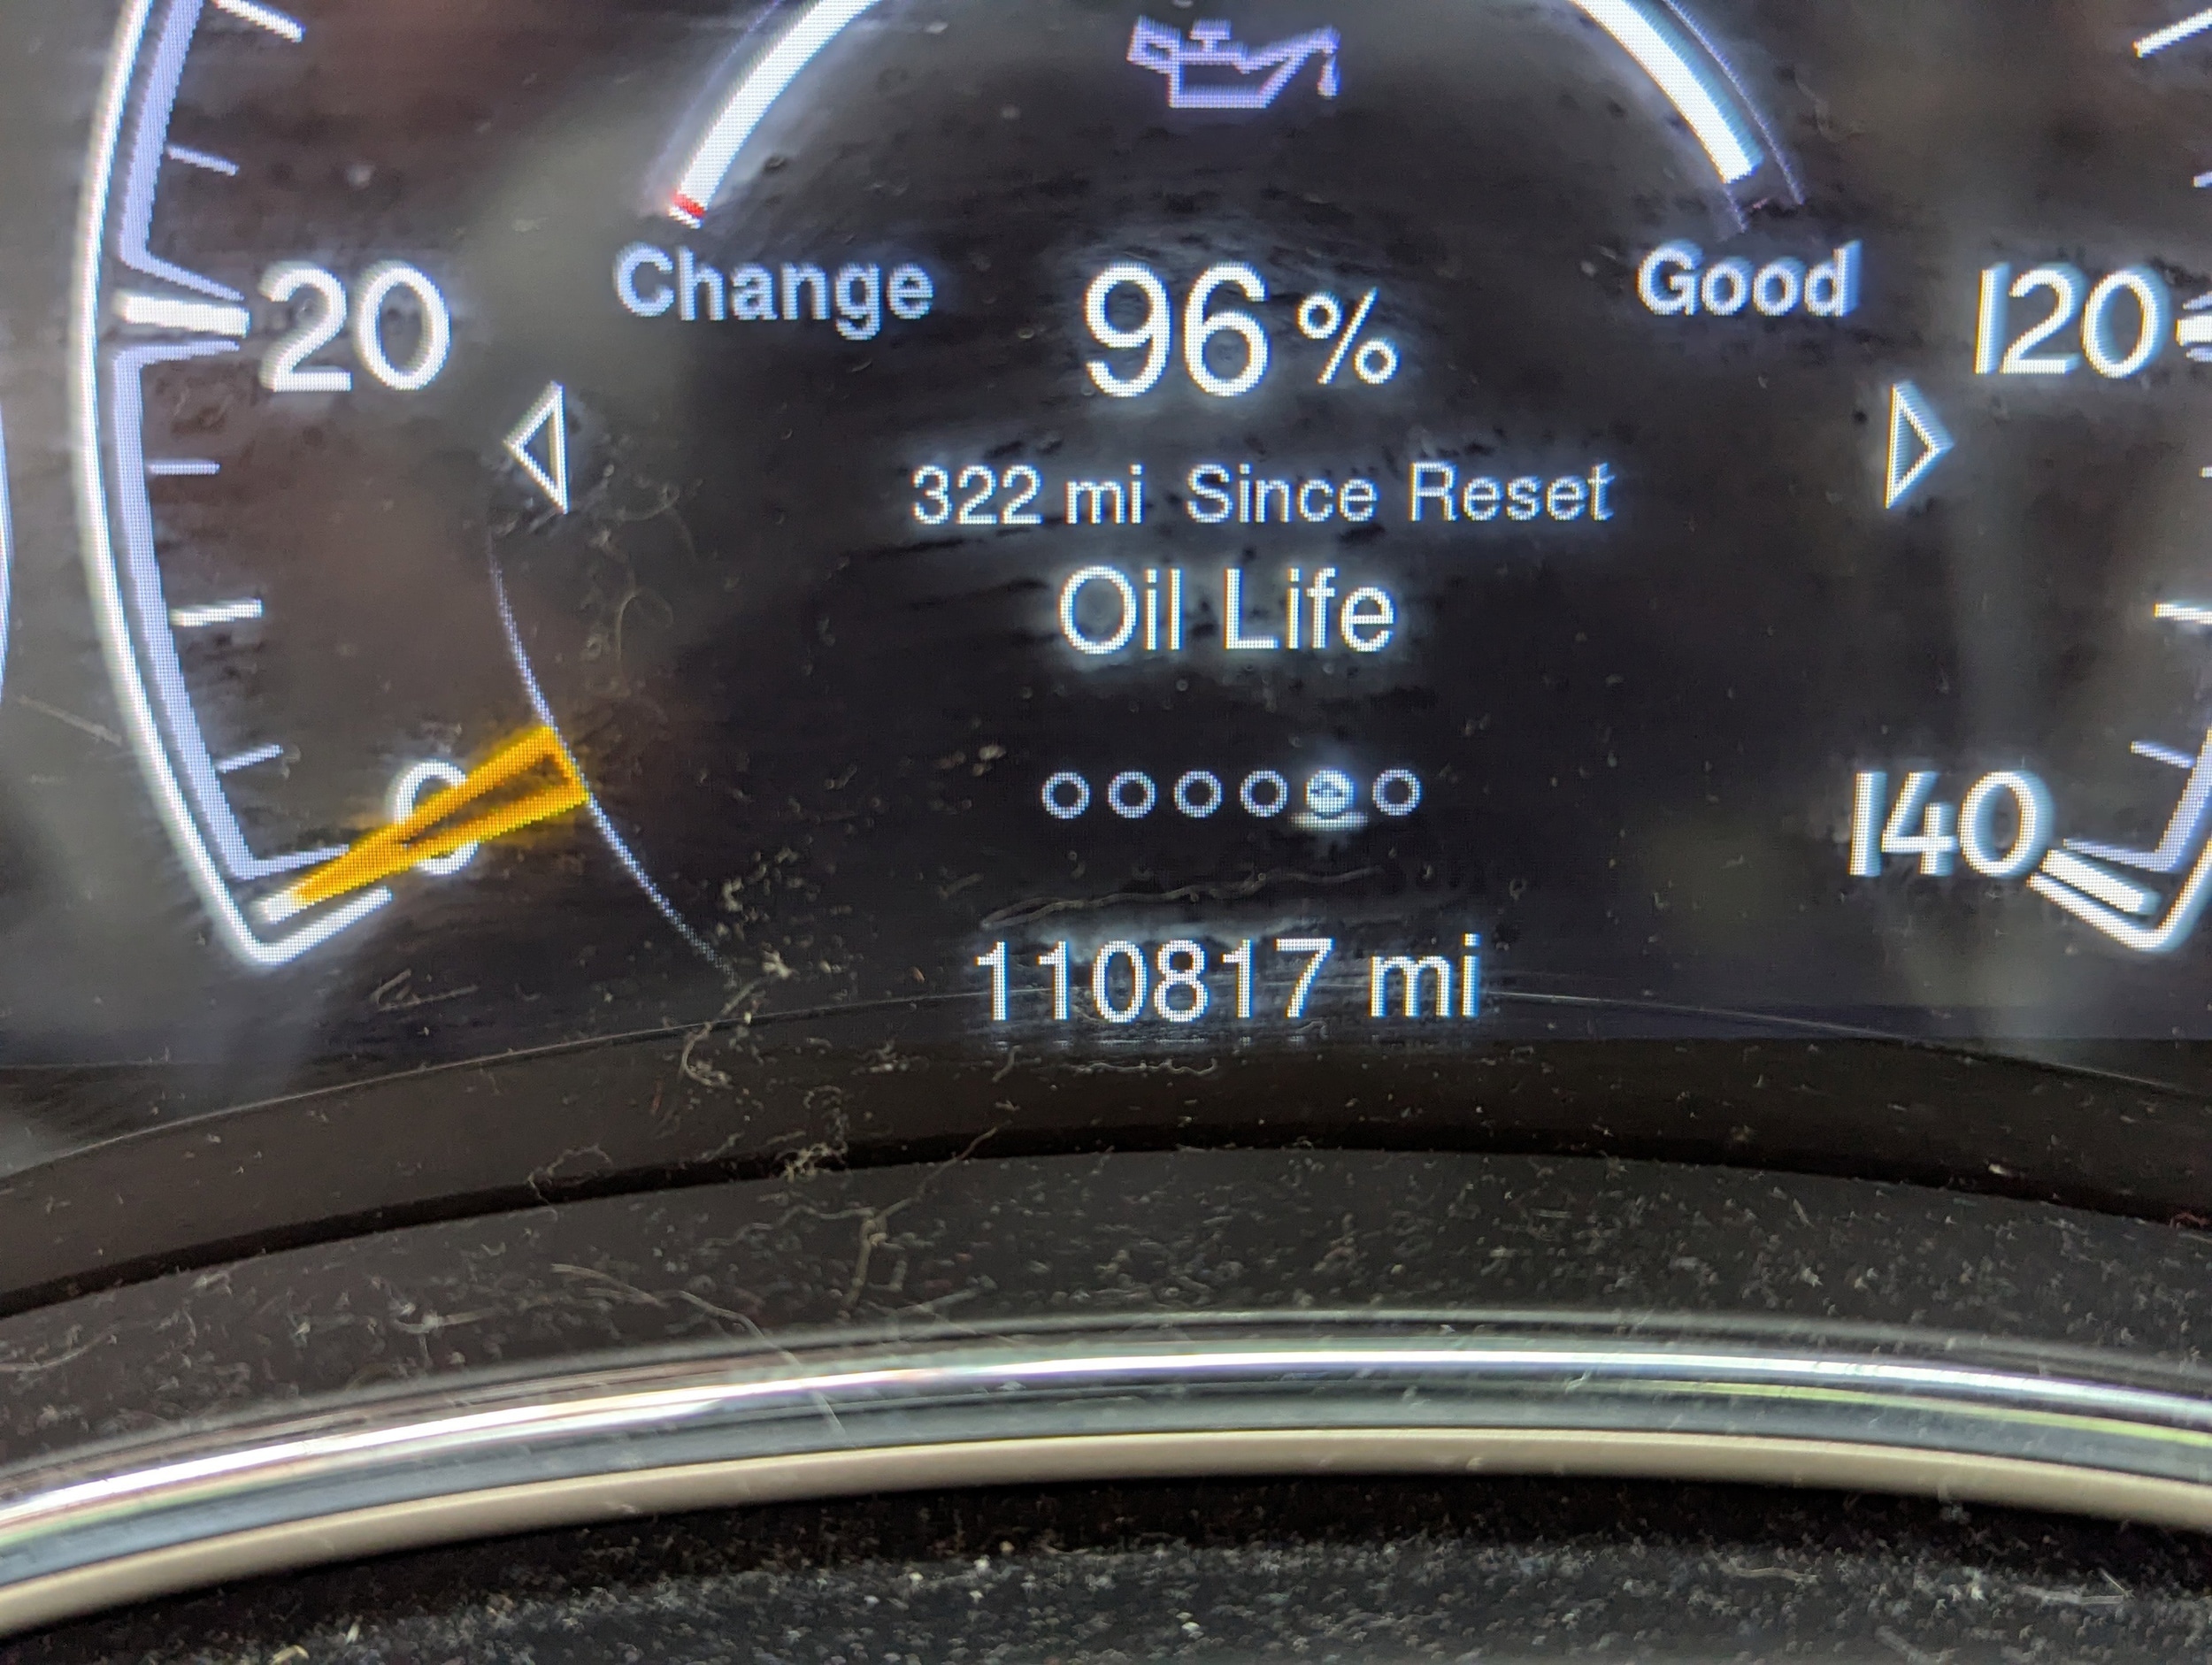 Change
96%
Good
20
120
322 mi Since Reset
Oil Life
0
140
110817 mi